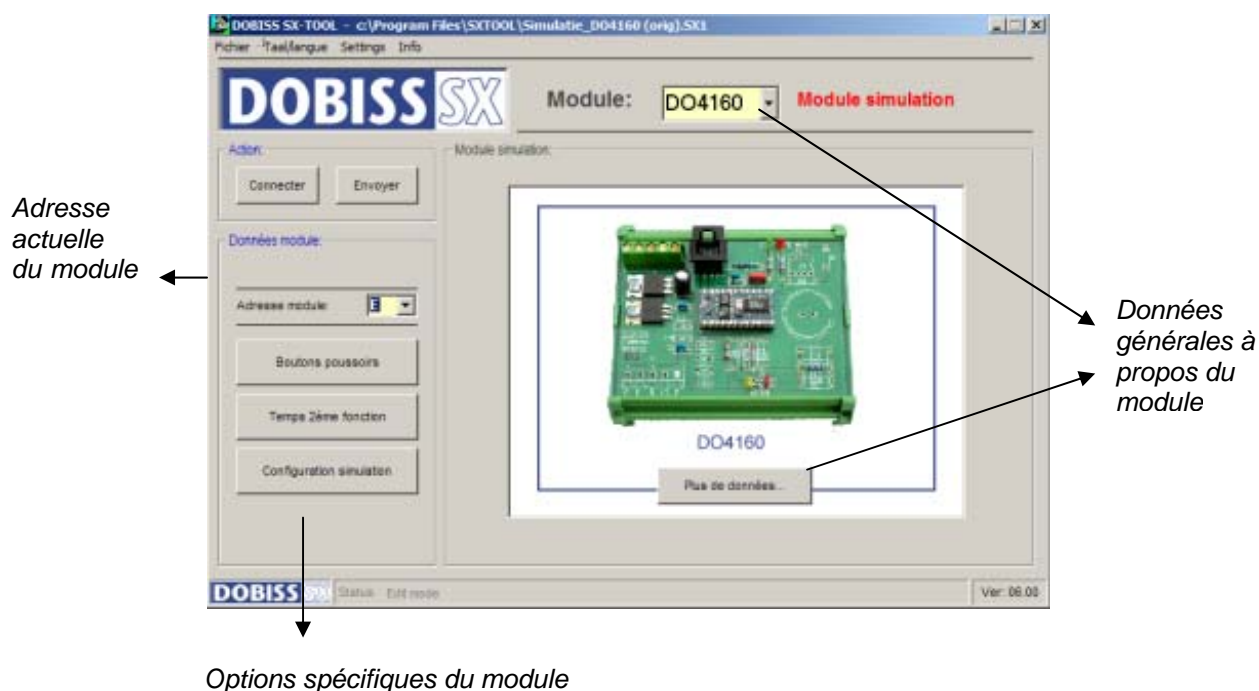 DOBISS SX-TOOL - c:\Program Files\SXTOOL\Simulatie_DO4160 (orig).SX1
Fichier Taal/langue Settings Info
DOBISS SX
Module:
DO4160
Module simulation
Action:
Connecter
Envoyer
Module simulation:
Adresse
actuelle
du module
Données module:
Adresse module:
Boutons poussoirs
Temps 2ème fonction
Configuration simulation
DO4160
Plus de données...
Données
générales à
propos du
module
DOBISS SX
Status: Edit mode
Ver: 06.00
Options spécifiques du module